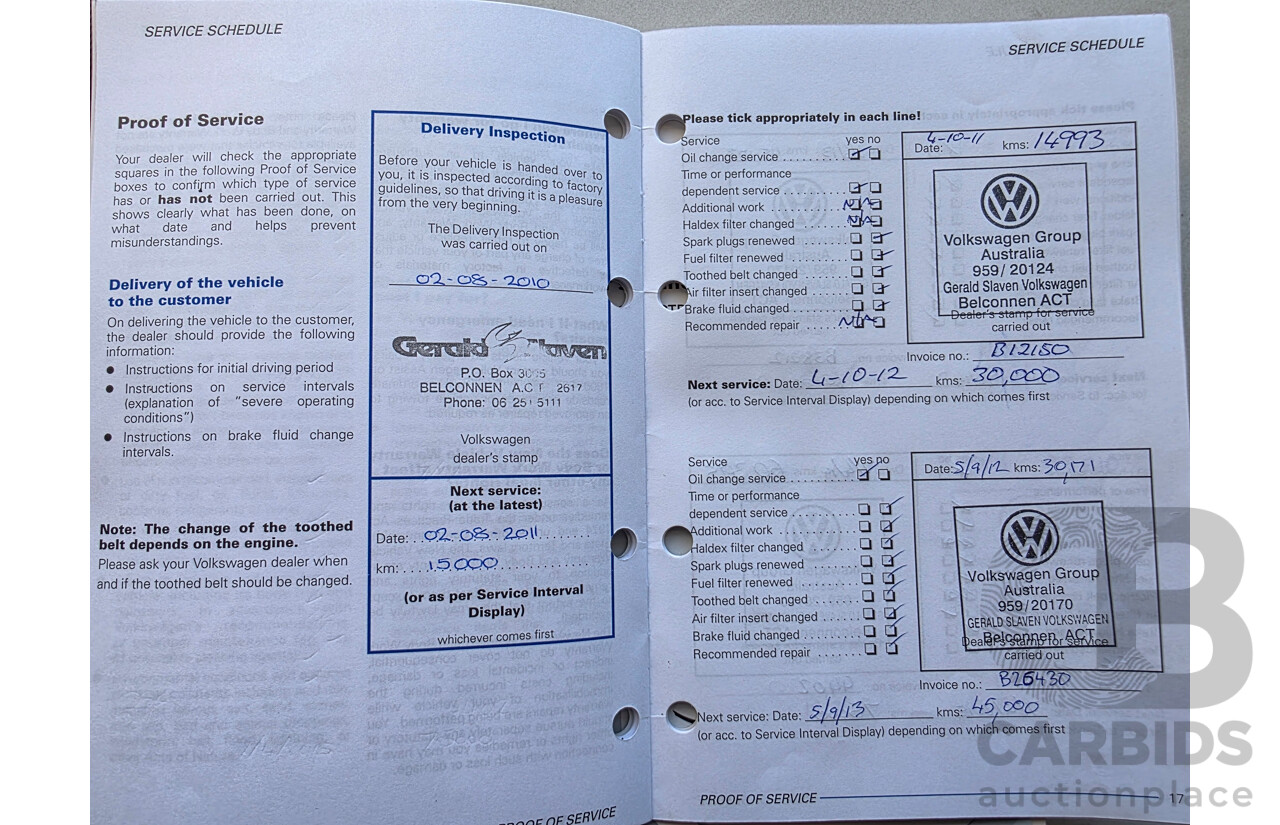 SERVICE SCHEDULE
Proof of Service
Your dealer will check the appropriate
squares in the following Proof of Service
boxes to confirm which type of service
has or has not been carried out. This
shows clearly what has been done, on
what date and helps prevent
misunderstandings.
Delivery of the vehicle
to the customer
On delivering the vehicle to the customer,
the dealer should provide the following
information:
● Instructions for initial driving period
● Instructions on service intervals
(explanation of "severe operating
conditions")
● Instructions on brake fluid change
intervals.
Note: The change of the toothed
belt depends on the engine.
Please ask your Volkswagen dealer when
and if the toothed belt should be changed.
Delivery Inspection
Before your vehicle is handed over to
you, it is inspected according to factory
guidelines, so that driving it is a pleasure
from the very beginning.
The Delivery Inspection
was carried out on
02-08-2010
Gerald Slaven
P.O. Box
BELCONNEN A.C.T 2617
Phone: 06 251 5111
Volkswagen
dealer's stamp
Next service:
(at the latest)
Date: 02-08-2011
km: 15000
(or as per Service Interval
Display)
whichever comes first
PROOF OF SERVICE
SERVICE SCHEDULE
Please tick appropriately in each line!
Service yes no
Oil change service
Time or performance
dependent service
Additional work N/A
Haldex filter changed N/A
Spark plugs renewed
Fuel filter renewed
Toothed belt changed
Air filter insert changed
Brake fluid changed
Recommended repair N/A
Date: 4-10-11 kms: 14993
Volkswagen Group
Australia
959/20124
Gerald Slaven Volkswagen
Belconnen ACT
Dealer's stamp for service
carried out
Invoice no.: B12150
Next service: Date: 4-10-12 kms: 30,000
(or acc. to Service Interval Display) depending on which comes first
Service yes no
Oil change service
Time or performance
dependent service
Additional work
Haldex filter changed
Spark plugs renewed
Fuel filter renewed
Toothed belt changed
Air filter insert changed
Brake fluid changed
Recommended repair
Date: 5/9/12 kms: 30,171
Volkswagen Group
Australia
959/20170
GERALD SLAVEN VOLKSWAGEN
Belconnen ACT
Dealer's stamp for service
carried out
Invoice no.: B26430
Next service: Date: 5/9/13 kms: 45,000
(or acc. to Service Interval Display) depending on which comes first
PROOF OF SERVICE 17
CARBIDS
auctionplace